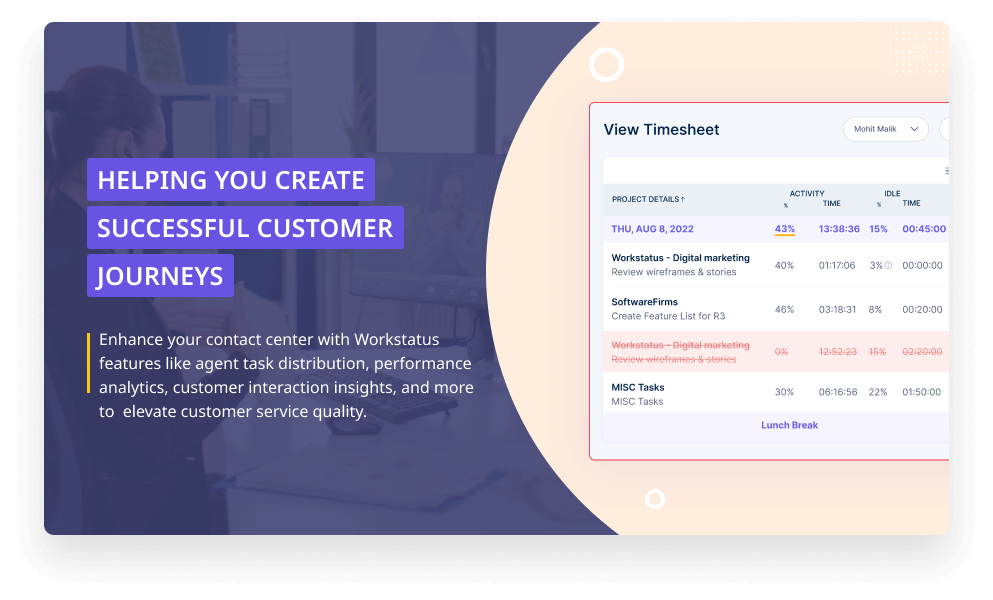 HELPING YOU CREATE
SUCCESSFUL CUSTOMER
JOURNEYS
Enhance your contact center with Workstatus
features like agent task distribution, performance
analytics, customer interaction insights, and more
to elevate customer service quality.
View Timesheet
Mohit Malik
PROJECT DETAILS↑ ACTIVITY IDLE
% TIME % TIME
THU, AUG 8, 2022 43% 13:38:36 15% 00:45:00
Workstatus - Digital marketing
Review wireframes & stories 40% 01:17:06 3% 00:00:00
SoftwareFirms
Create Feature List for R3 46% 03:18:31 8% 00:20:00
Workstatus - Digital marketing
Review wireframes & stories 0% 12:52:23 15% 02:20:00
MISC Tasks
MISC Tasks 30% 06:16:56 22% 01:50:00
Lunch Break